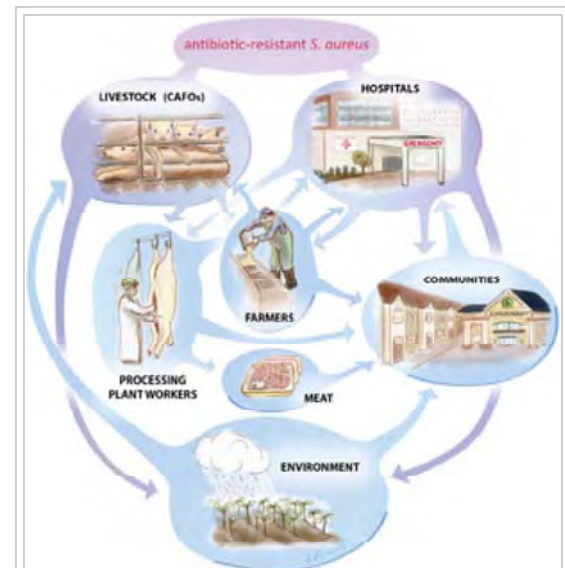 antibiotic-resistant S. aureus
LIVESTOCK (CAFOs)
HOSPITALS
EMERGENCY
FARMERS
COMMUNITIES
PROCESSING
PLANT WORKERS
MEAT
ENVIRONMENT